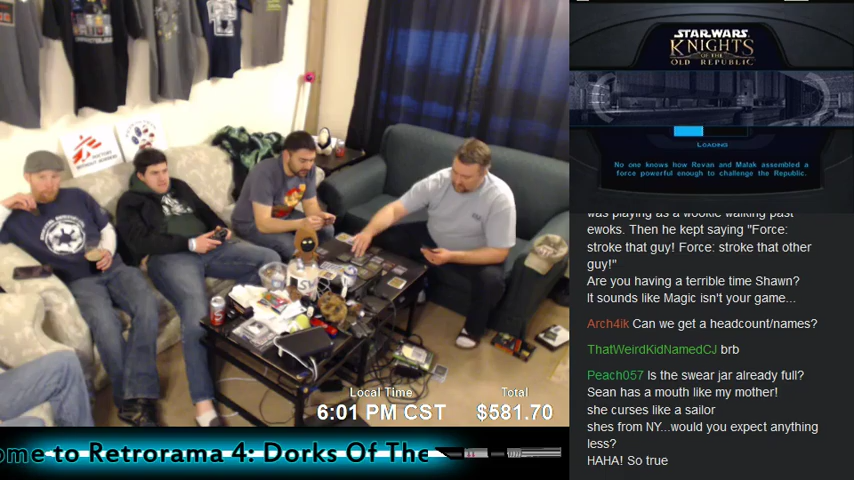 DOCTORS
WITHOUT BORDERS
Local Time
Total
6:01 PM CST
$581.70
ome to Retrorama 4: Dorks Of The
STAR WARS
KNIGHTS
OF THE
OLD REPUBLIC
LOADING
No one knows how Revan and Malak assembled a
force powerful enough to challenge the Republic.
was playing as a wookie walking past
ewoks. Then he kept saying "Force:
stroke that guy! Force: stroke that other
guy!"
Are you having a terrible time Shawn?
It sounds like Magic isn't your game...
Arch4ik Can we get a headcount/names?
ThatWeirdKidNamedCJ brb
Peach057 Is the swear jar already full?
Sean has a mouth like my mother!
she curses like a sailor
shes from NY...would you expect anything
less?
HAHA! So true